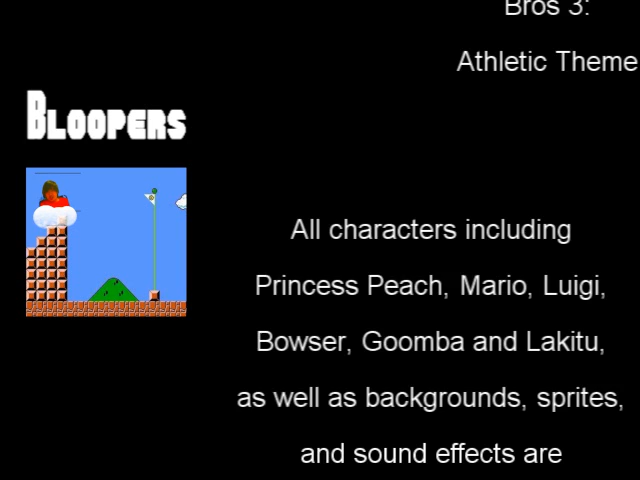 Bros 3:
Athletic Theme
BLOOPERS
All characters including
Princess Peach, Mario, Luigi,
Bowser, Goomba and Lakitu,
as well as backgrounds, sprites,
and sound effects are